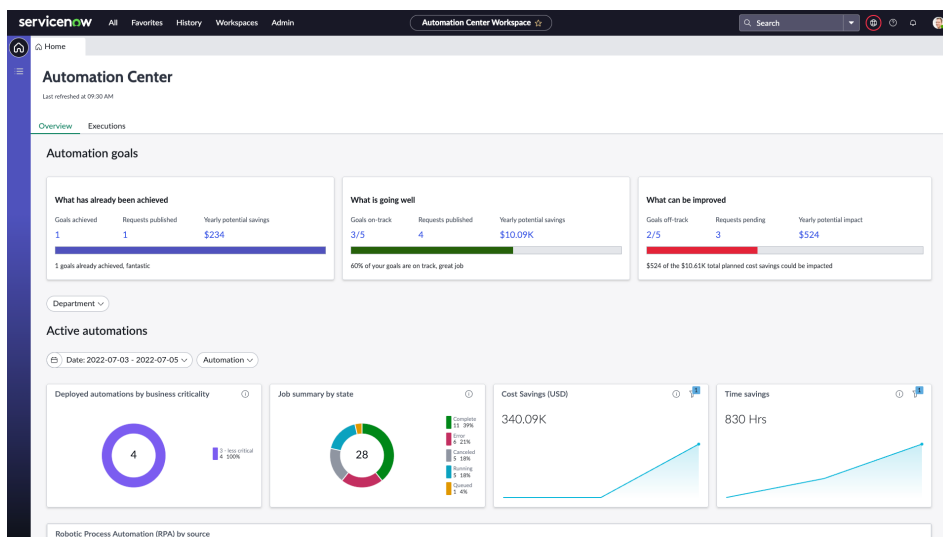 servicenow All Favorites History Workspaces Admin Automation Center Workspace ☆ Search
Home
Automation Center
Last refreshed at 09:30 AM
Overview Executions
Automation goals
What has already been achieved
Goals achieved Requests published Yearly potential savings
1 1 $234
1 goals already achieved, fantastic
What is going well
Goals on-track Requests published Yearly potential savings
3/5 4 $10.09K
60% of your goals are on track, great job
What can be improved
Goals off-track Requests pending Yearly potential impact
2/5 3 $524
$524 of the $10.61K total planned cost savings could be impacted
Department
Active automations
Date: 2022-07-03 - 2022-07-05 Automation
Deployed automations by business criticality
4
3 - less critical
4 100%
Job summary by state
28
Complete
11 39%
Error
6 21%
Canceled
5 18%
Running
5 18%
Queued
1 4%
Cost Savings (USD)
1
340.09K
Time savings
1
830 Hrs
Robotic Process Automation (RPA) by source